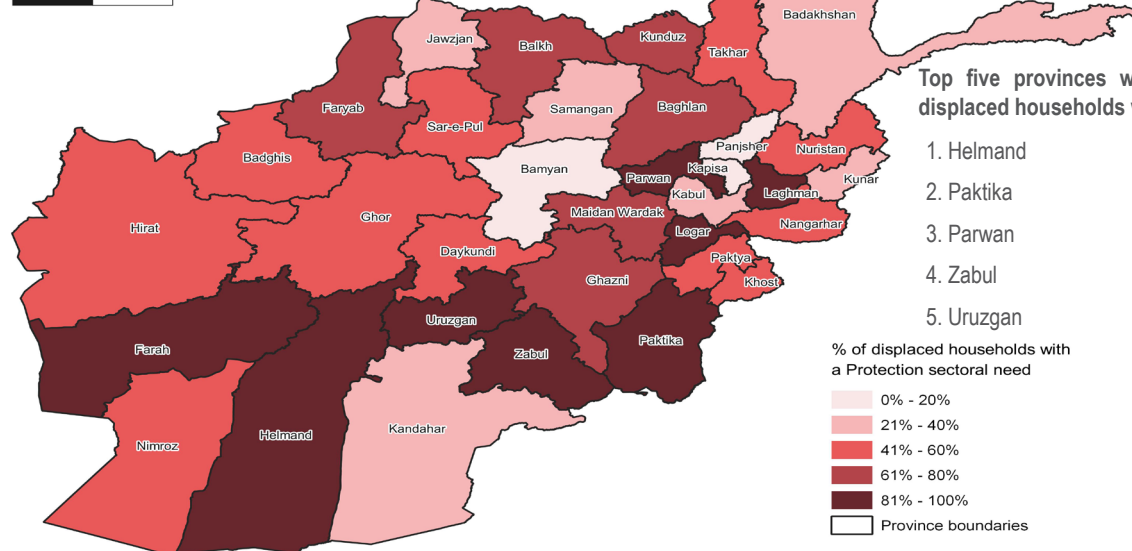 Badakhshan
Jawzjan
Balkh
Kunduz
Takhar
Top five provinces w
displaced households
Faryab
Samangan
Baghlan
Sar-e-Pul
Panjsher
Nuristan
1. Helmand
Badghis
Bamyan
Kapisa
Parwan
Kunar
Laghman
Kabul
2. Paktika
Maidan Wardak
Ghor
Hirat
Nangarhar
Logar
3. Parwan
Daykundi
Paktya
Ghazni
Khost
4. Zabul
Uruzgan
5. Uruzgan
Paktika
Farah
Zabul
% of displaced households with
a Protection sectoral need
0% - 20%
21% - 40%
Kandahar
Helmand
Nimroz
41% - 60%
61% - 80%
81% - 100%
Province boundaries